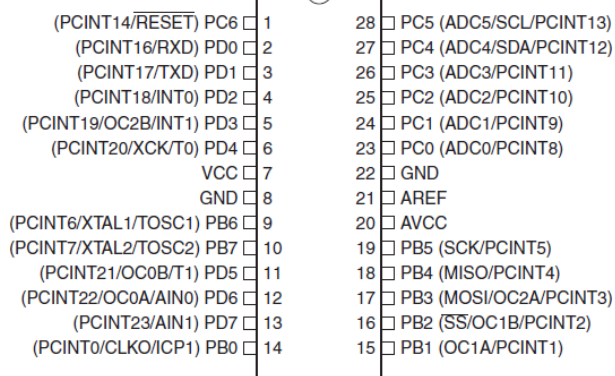 (PCINT14/RESET) PC6 1 28 PC5 (ADC5/SCL/PCINT13)
(PCINT16/RXD) PD0 2 27 PC4 (ADC4/SDA/PCINT12)
(PCINT17/TXD) PD1 3 26 PC3 (ADC3/PCINT11)
(PCINT18/INT0) PD2 4 25 PC2 (ADC2/PCINT10)
(PCINT19/OC2B/INT1) PD3 5 24 PC1 (ADC1/PCINT9)
(PCINT20/XCK/T0) PD4 6 23 PC0 (ADC0/PCINT8)
VCC 7 22 GND
GND 8 21 AREF
(PCINT6/XTAL1/TOSC1) PB6 9 20 AVCC
(PCINT7/XTAL2/TOSC2) PB7 10 19 PB5 (SCK/PCINT5)
(PCINT21/OC0B/T1) PD5 11 18 PB4 (MISO/PCINT4)
(PCINT22/OC0A/AIN0) PD6 12 17 PB3 (MOSI/OC2A/PCINT3)
(PCINT23/AIN1) PD7 13 16 PB2 (SS/OC1B/PCINT2)
(PCINT0/CLKO/ICP1) PB0 14 15 PB1 (OC1A/PCINT1)